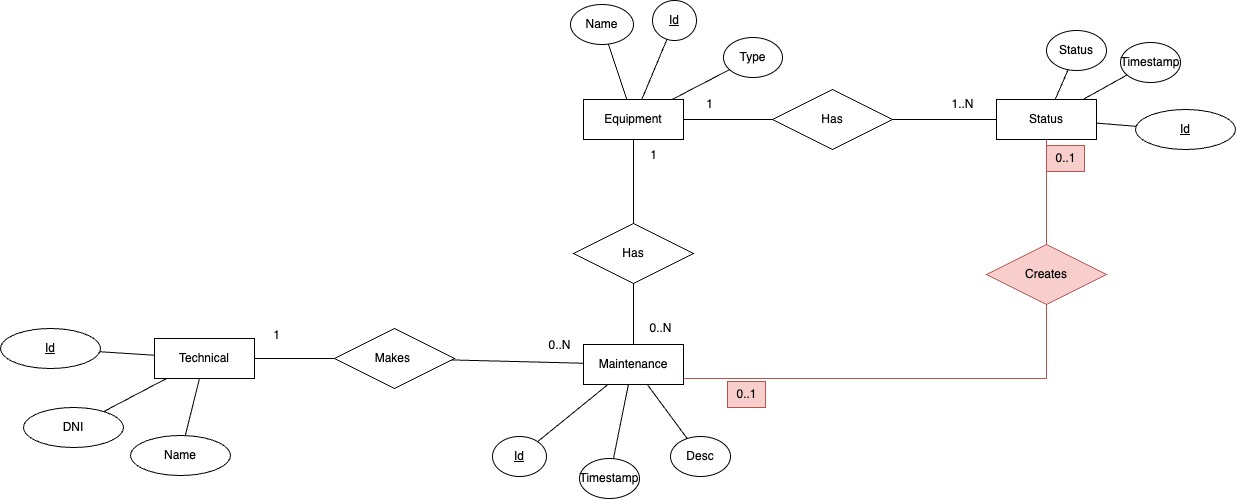 Name
Id
Type
Status
Timestamp
Equipment
1
Has
1..N
Status
Id
1
0..1
Has
Creates
0..N
1
0..N
Id
Technical
Makes
Maintenance
0..1
DNI
Name
Id
Timestamp
Desc